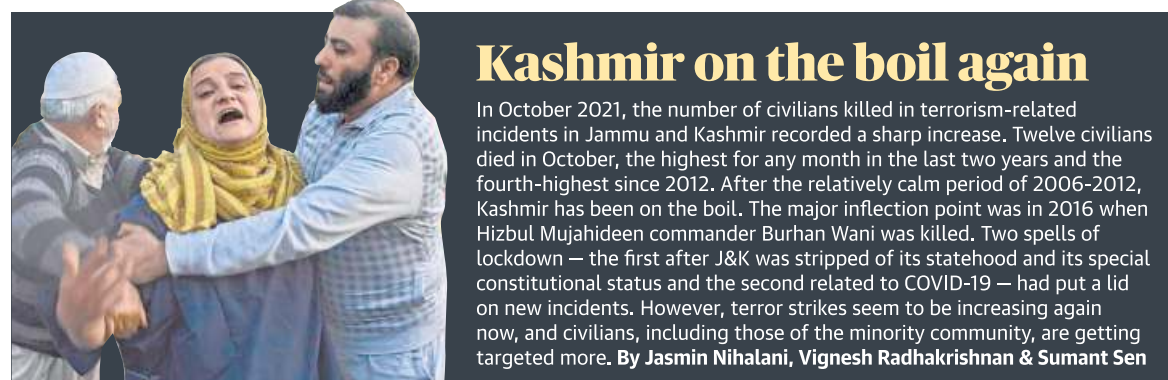 Kashmir on the boil again
In October 2021, the number of civilians killed in terrorism-related
incidents in Jammu and Kashmir recorded a sharp increase. Twelve civilians
died in October, the highest for any month in the last two years and the
fourth-highest since 2012. After the relatively calm period of 2006-2012,
Kashmir has been on the boil. The major inflection point was in 2016 when
Hizbul Mujahideen commander Burhan Wani was killed. Two spells of
lockdown — the first after J&K was stripped of its statehood and its special
constitutional status and the second related to COVID-19 — had put a lid
on new incidents. However, terror strikes seem to be increasing again
now, and civilians, including those of the minority community, are getting
targeted more. By Jasmin Nihalani, Vignesh Radhakrishnan & Sumant Sen